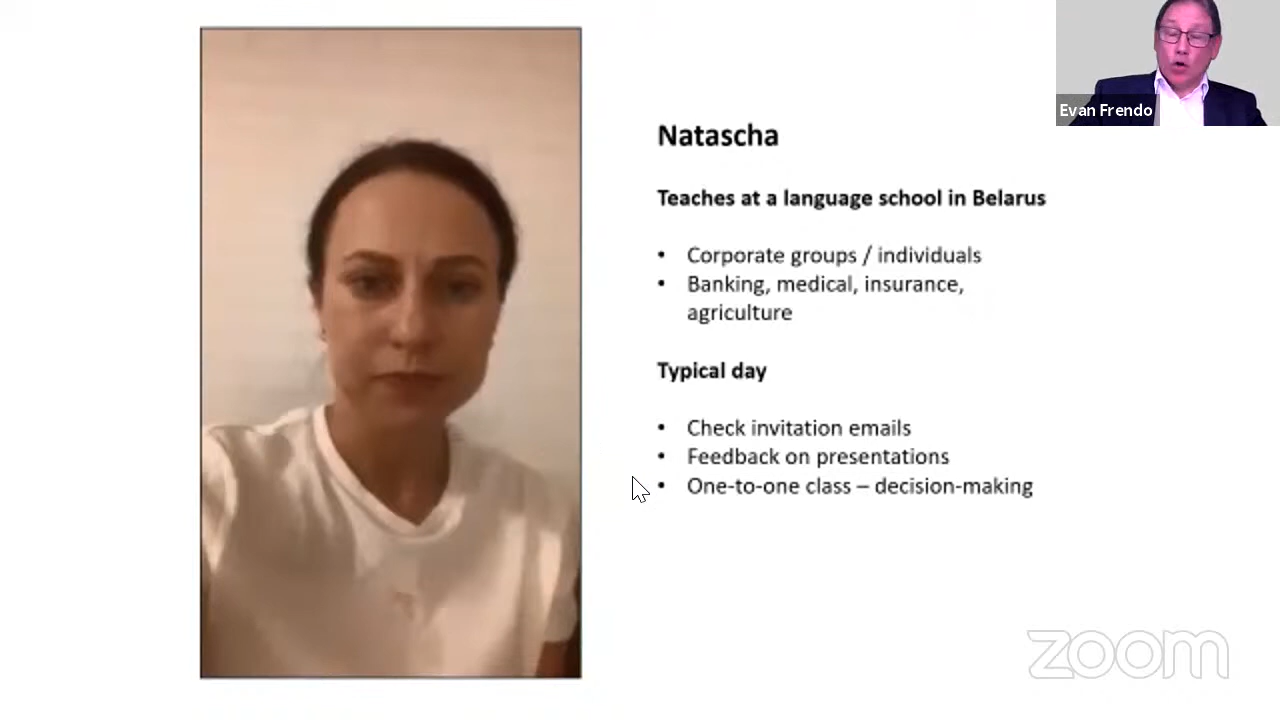 Evan Frendo
Natascha
Teaches at a language school in Belarus
• Corporate groups / individuals
• Banking, medical, insurance,
agriculture
Typical day
• Check invitation emails
• Feedback on presentations
• One-to-one class – decision-making
zoom